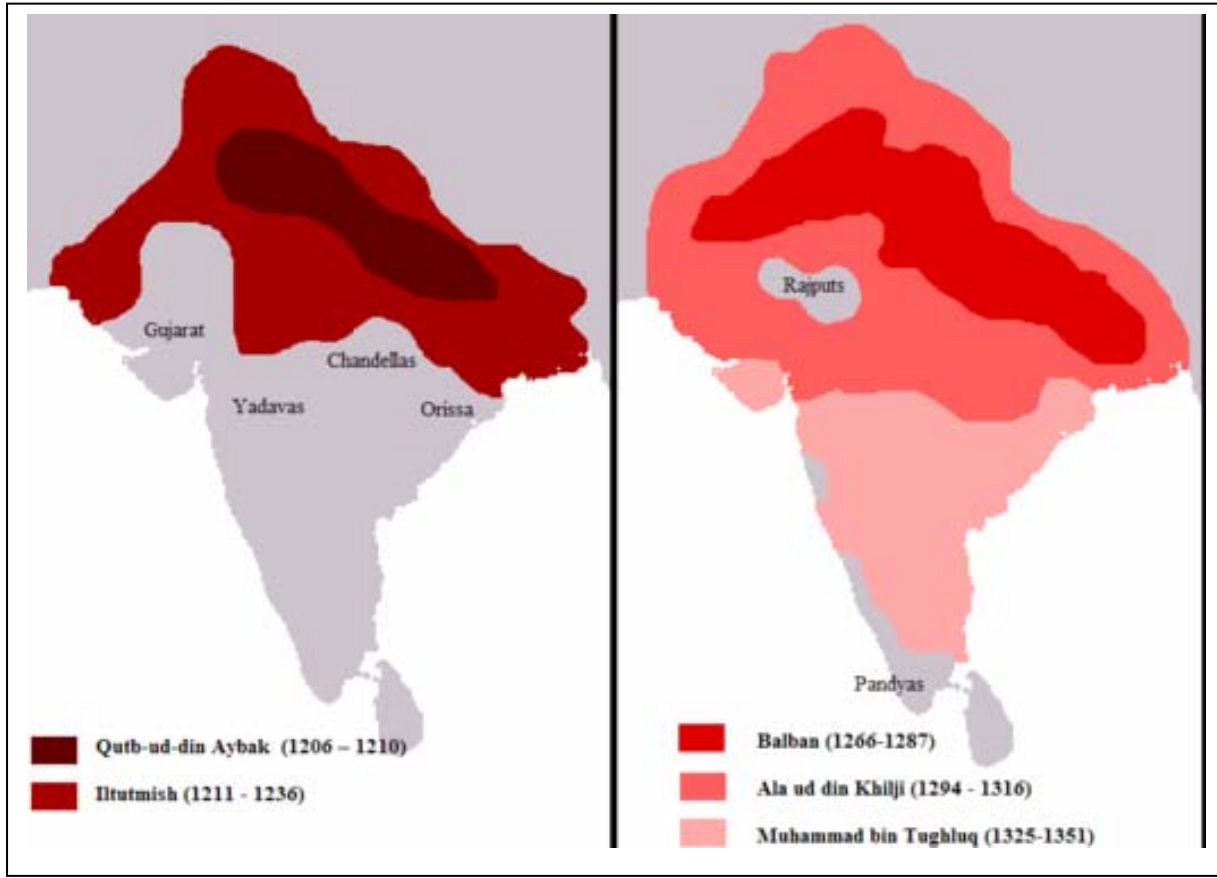 Gujarat
Chandellas
Yadavas
Orissa
Qutb-ud-din Aybak (1206 – 1210)
Iltutmish (1211 - 1236)
Rajputs
Pandyas
Balban (1266-1287)
Ala ud din Khilji (1294 - 1316)
Muhammad bin Tughluq (1325-1351)